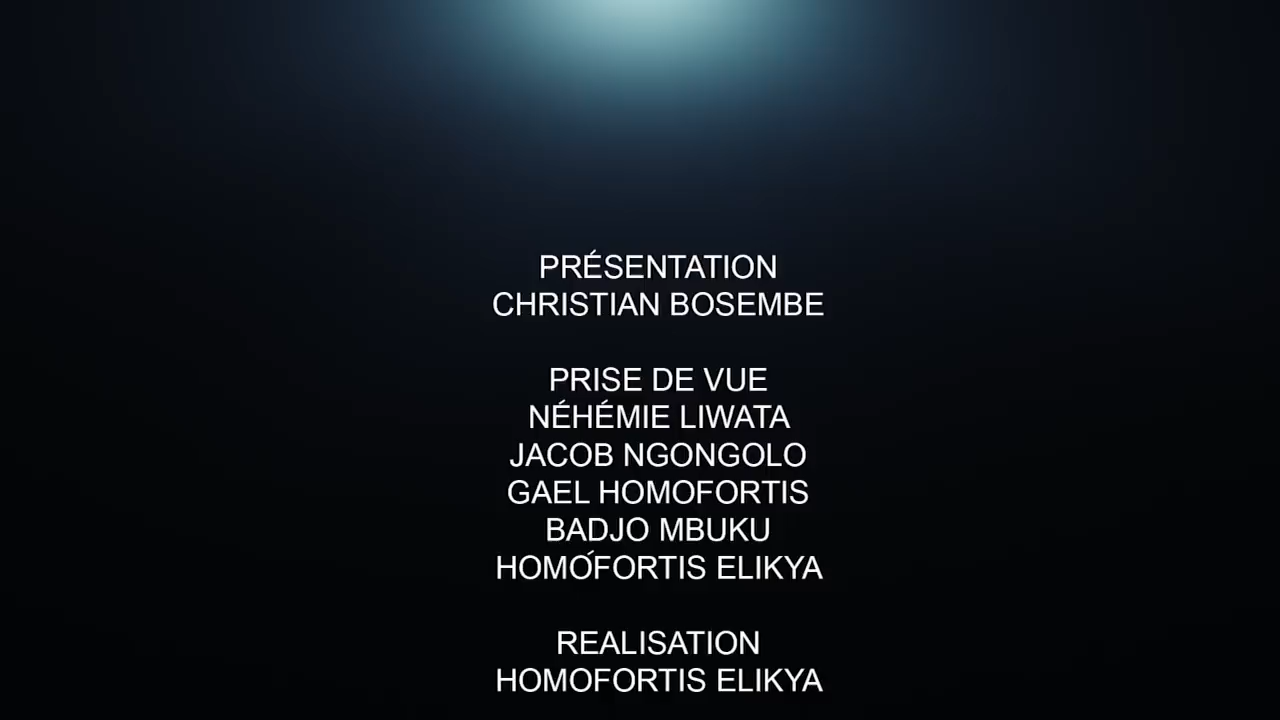 PRÉSENTATION
CHRISTIAN BOSEMBE
PRISE DE VUE
NÉHÉMIE LIWATA
JACOB NGONGOLO
GAEL HOMOFORTIS
BADJO MBUKU
HOMÓFORTIS ELIKYA
REALISATION
HOMOFORTIS ELIKYA